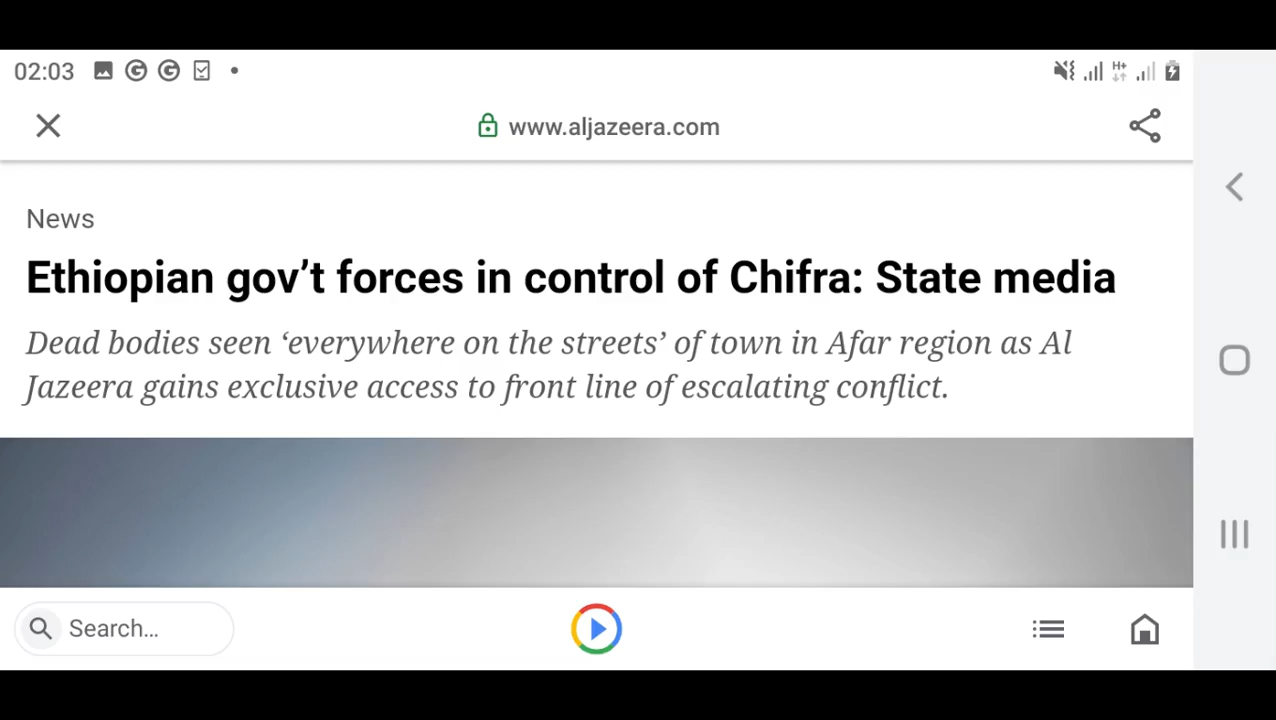 02:03
H+
www.aljazeera.com
News
Ethiopian gov’t forces in control of Chifra: State media
Dead bodies seen ‘everywhere on the streets’ of town in Afar region as Al
Jazeera gains exclusive access to front line of escalating conflict.
Search...